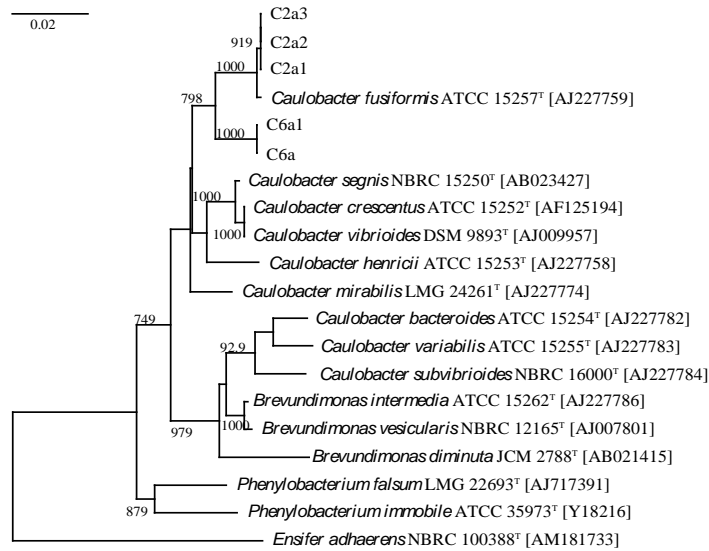 0.02
C2a3
919
C2a2
1000
C2a1
798
Caulobacter fusiformis ATCC 15257ᵀ [AJ227759]
C6a1
1000
C6a
Caulobacter segnis NBRC 15250ᵀ [AB023427]
1000
Caulobacter crescentus ATCC 15252ᵀ [AF125194]
1000
Caulobacter vibrioides DSM 9893ᵀ [AJ009957]
Caulobacter henricii ATCC 15253ᵀ [AJ227758]
Caulobacter mirabilis LMG 24261ᵀ [AJ227774]
749
Caulobacter bacteroides ATCC 15254ᵀ [AJ227782]
92.9
Caulobacter variabilis ATCC 15255ᵀ [AJ227783]
Caulobacter subvibrioides NBRC 16000ᵀ [AJ227784]
Brevundimonas intermedia ATCC 15262ᵀ [AJ227786]
1000
Brevundimonas vesicularis NBRC 12165ᵀ [AJ007801]
979
Brevundimonas diminuta JCM 2788ᵀ [AB021415]
Phenylobacterium falsum LMG 22693ᵀ [AJ717391]
879
Phenylobacterium immobile ATCC 35973ᵀ [Y18216]
Ensifer adhaerens NBRC 100388ᵀ [AM181733]